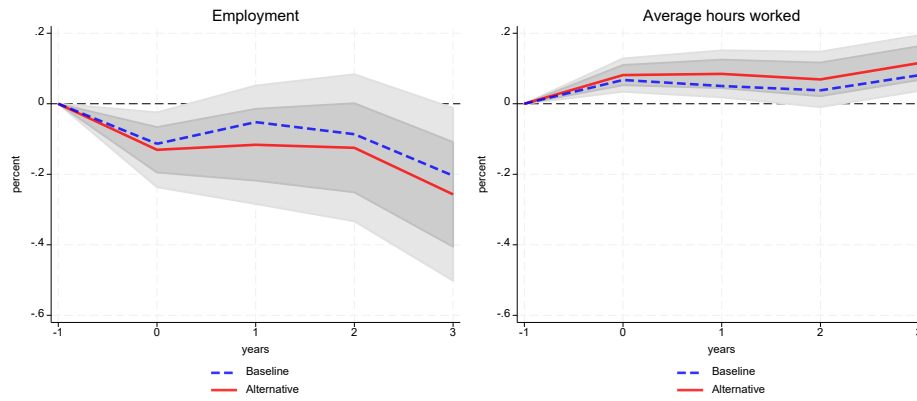 Employment
percent
.2
0
-.2
-.4
-.6
-1
0
1
2
3
years
Baseline
Alternative
Average hours worked
percent
.2
0
-.2
-.4
-.6
-1
0
1
2
years
Baseline
Alternative